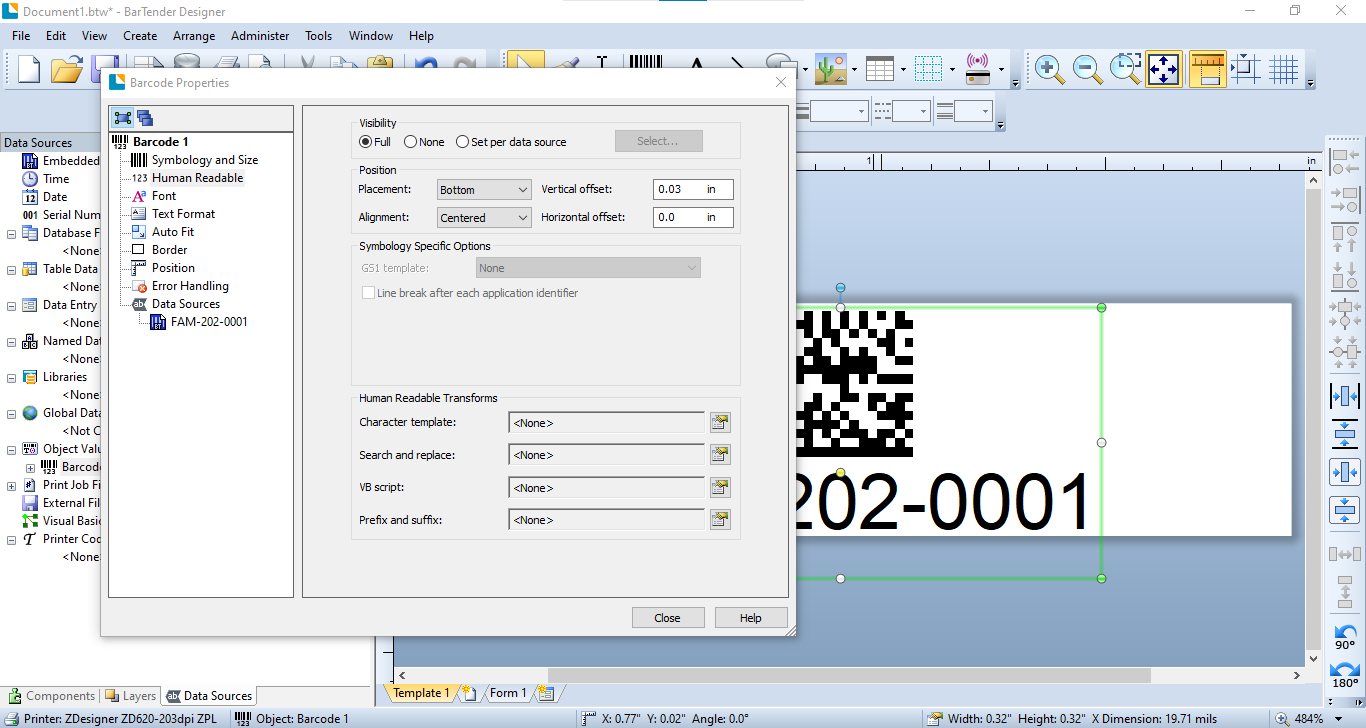 Document1.btw* - BarTender Designer
File Edit View Create Arrange Administer Tools Window Help
Barcode Properties
Data Sources
Embedded
Time
Date
Serial Num
Database F
<None
Table Data
<None
Data Entry
<None
Named Dat
<None
Libraries
<None
Global Data
<Not C
Object Valu
Barcode
Print Job Fi
External File
Visual Basic
Printer Cod
<None
Barcode 1
Symbology and Size
Human Readable
Font
Text Format
Auto Fit
Border
Position
Error Handling
Data Sources
FAM-202-0001
Visibility
Full None Set per data source Select...
Position
Placement: Bottom Vertical offset: 0.03 in
Alignment: Centered Horizontal offset: 0.0 in
Symbology Specific Options
GS1 template: None
Line break after each application identifier
Human Readable Transforms
Character template: <None>
Search and replace: <None>
VB script: <None>
Prefix and suffix: <None>
Close Help
1 in
202-0001
90°
180°
Components Layers Data Sources
Template 1 Form 1
Printer: ZDesigner ZD620-203dpi ZPL Object: Barcode 1 X: 0.77" Y: 0.02" Angle: 0.0° Width: 0.32" Height: 0.32" X Dimension: 19.71 mils 484%